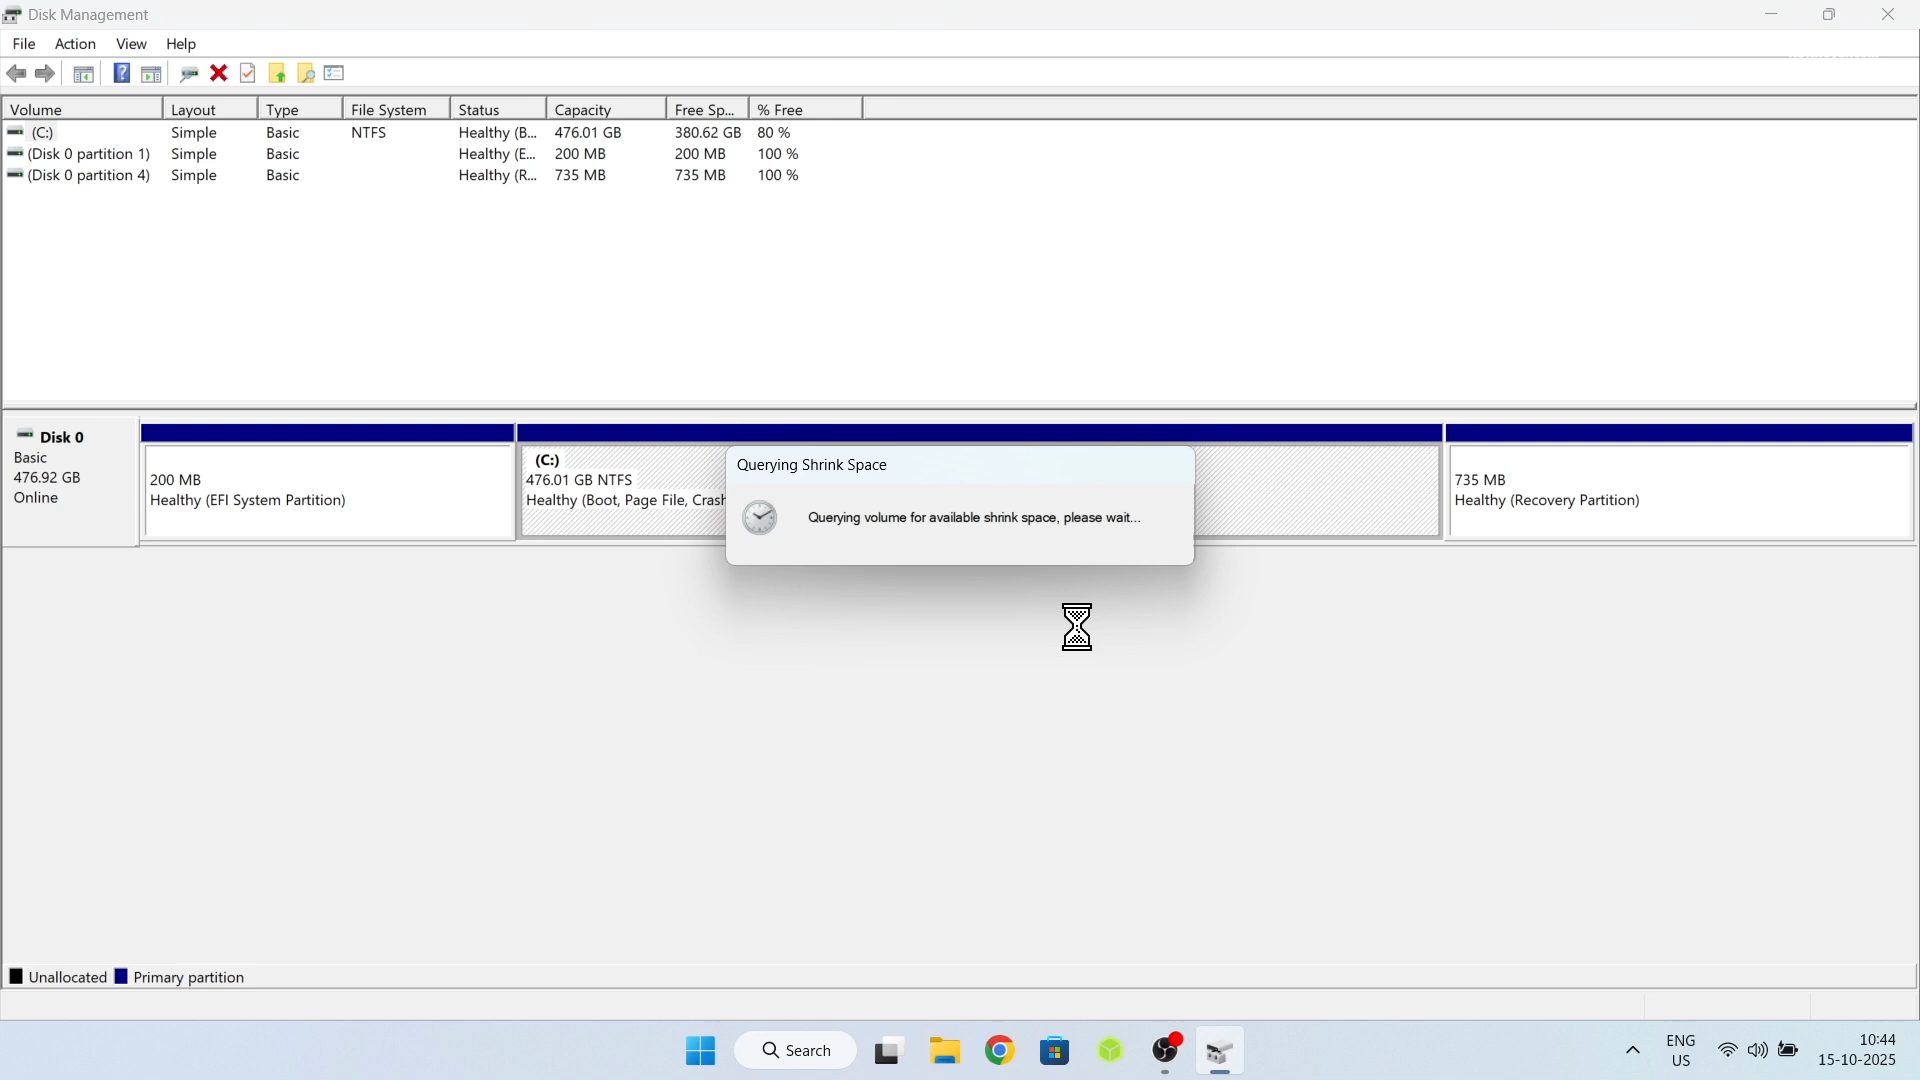 Disk Management
File Action View Help
Volume Layout Type File System Status Capacity Free Sp... % Free
(C:) Simple Basic NTFS Healthy (B... 476.01 GB 380.62 GB 80 %
(Disk 0 partition 1) Simple Basic Healthy (E... 200 MB 200 MB 100 %
(Disk 0 partition 4) Simple Basic Healthy (R... 735 MB 735 MB 100 %
Disk 0
Basic
476.92 GB
Online
200 MB
Healthy (EFI System Partition)
(C:)
476.01 GB NTFS
Healthy (Boot, Page File, Crash
Querying Shrink Space
Querying volume for available shrink space, please wait...
735 MB
Healthy (Recovery Partition)
Unallocated Primary partition
Search
ENG
US
10:44
15-10-2025